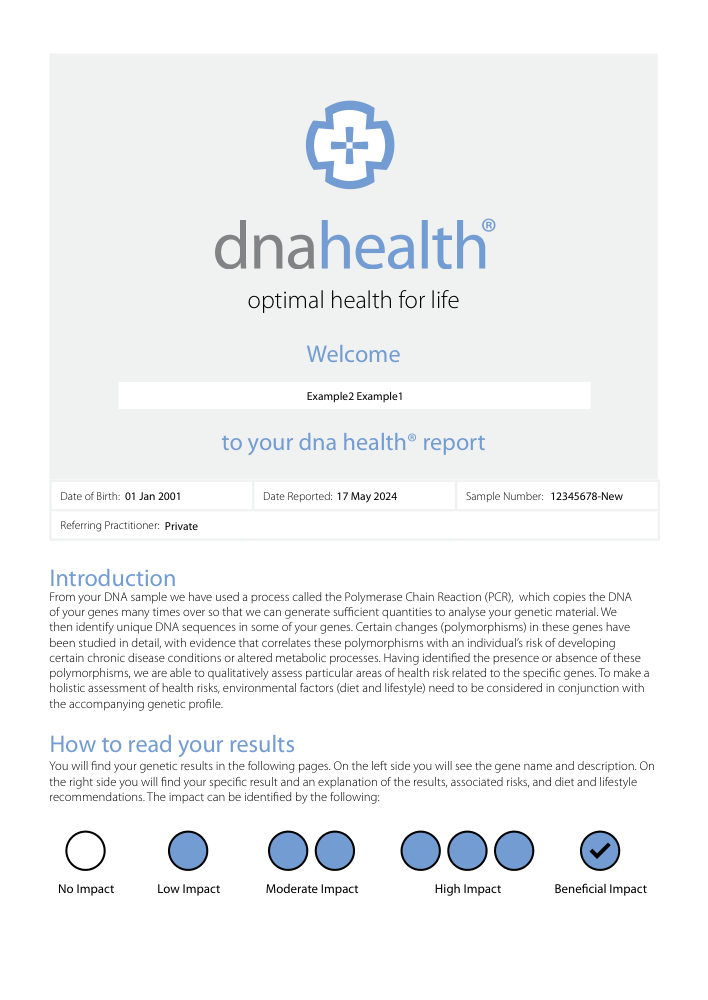 dnahealth®
optimal health for life
Welcome
Example2 Example1
to your dna health® report
Date of Birth: 01 Jan 2001
Date Reported: 17 May 2024
Sample Number: 12345678-New
Referring Practitioner: Private
Introduction
From your DNA sample we have used a process called the Polymerase Chain Reaction (PCR), which copies the DNA
of your genes many times over so that we can generate sufficient quantities to analyse your genetic material. We
then identify unique DNA sequences in some of your genes. Certain changes (polymorphisms) in these genes have
been studied in detail, with evidence that correlates these polymorphisms with an individual's risk of developing
certain chronic disease conditions or altered metabolic processes. Having identified the presence or absence of these
polymorphisms, we are able to qualitatively assess particular areas of health risk related to the specific genes. To make a
holistic assessment of health risks, environmental factors (diet and lifestyle) need to be considered in conjunction with
the accompanying genetic profile.
How to read your results
You will find your genetic results in the following pages. On the left side you will see the gene name and description. On
the right side you will find your specific result and an explanation of the results, associated risks, and diet and lifestyle
recommendations. The impact can be identified by the following:
No Impact
Low Impact
Moderate Impact
High Impact
Beneficial Impact